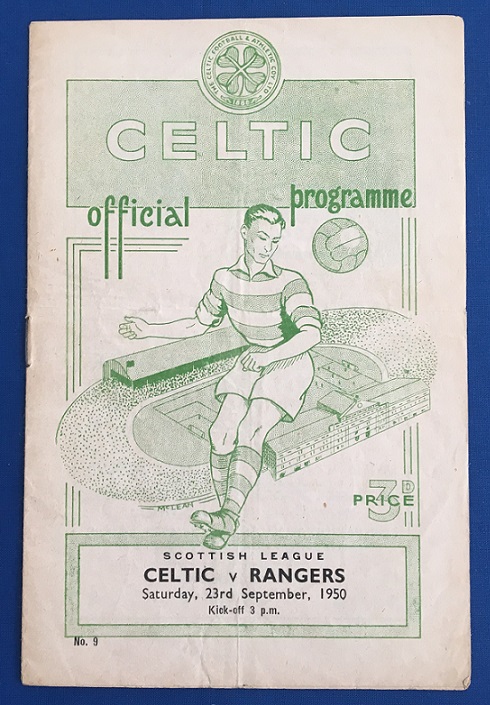 THE CELTIC FOOTBALL & ATHLETIC COY LTD
1888
CELTIC
official programme
McLEAN
3D
PRICE
SCOTTISH LEAGUE
CELTIC v RANGERS
Saturday, 23rd September, 1950
Kick-off 3 p.m.
No. 9